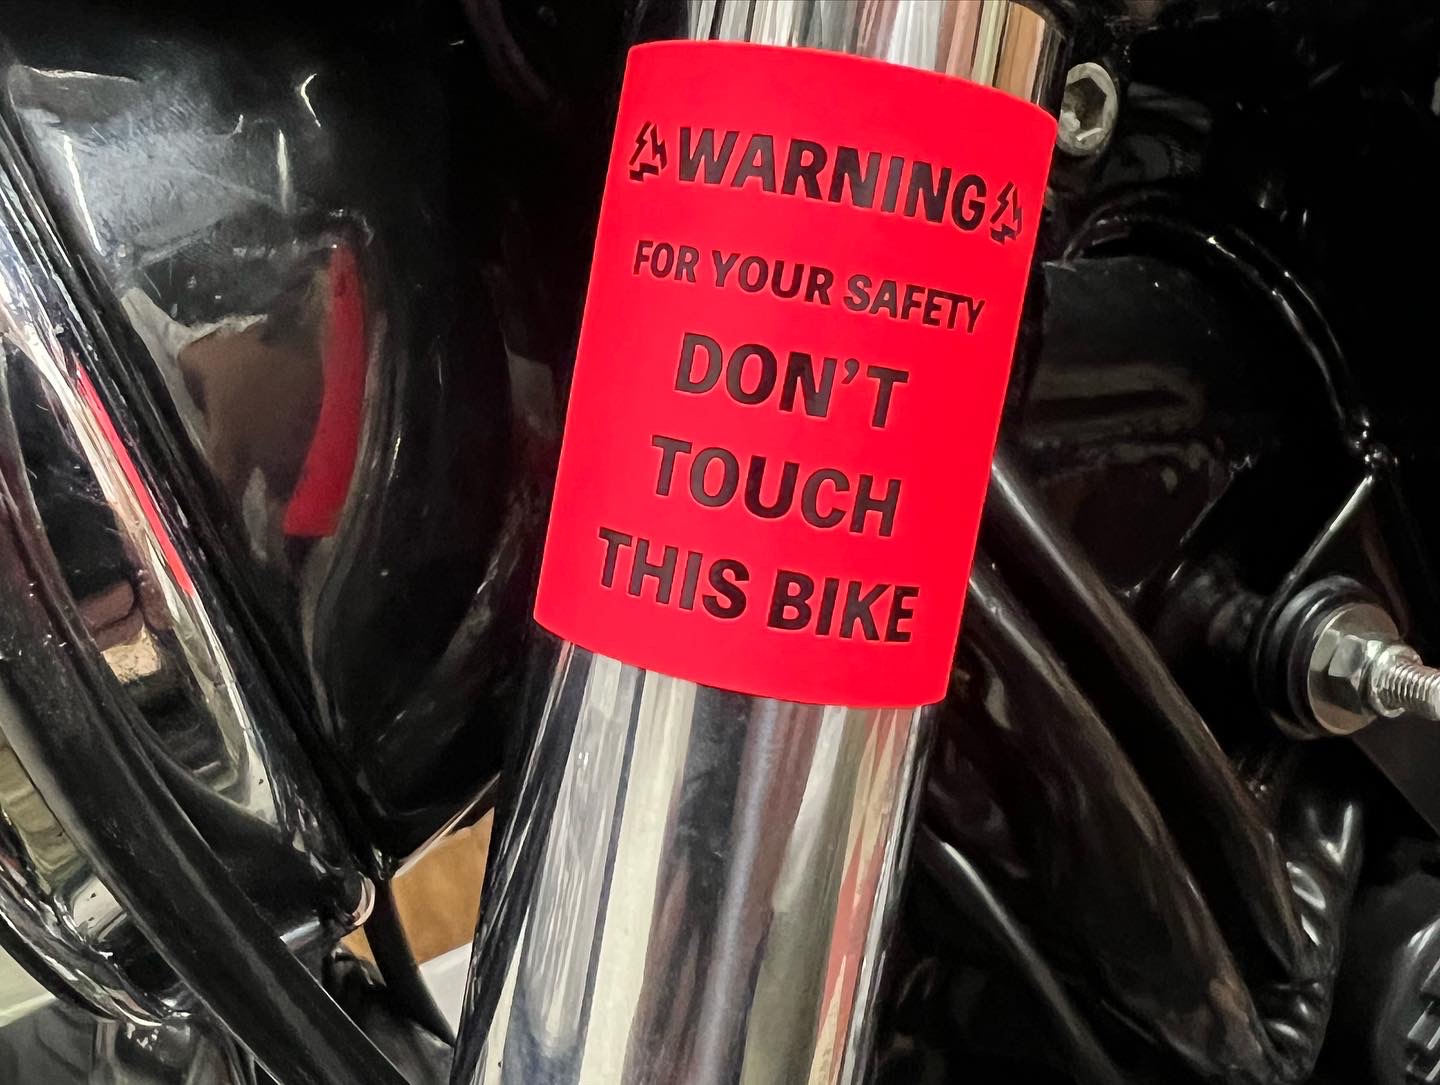 WARNING
FOR YOUR SAFETY
DON'T
TOUCH
THIS BIKE